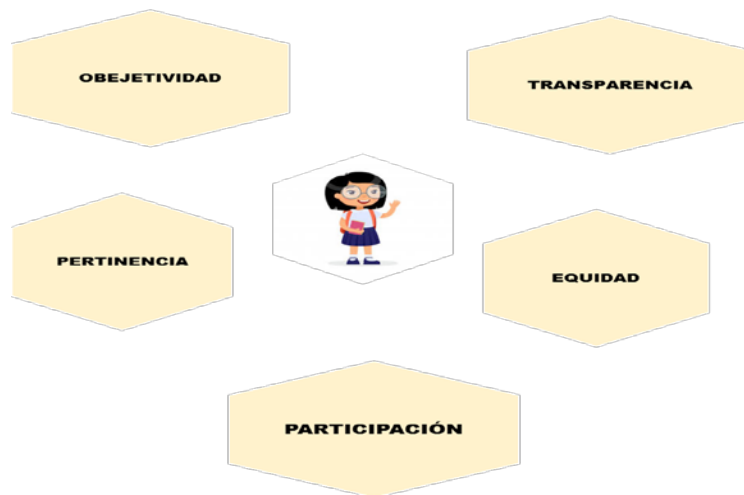 OBEJETIVIDAD
TRANSPARENCIA
PERTINENCIA
EQUIDAD
PARTICIPACIÓN